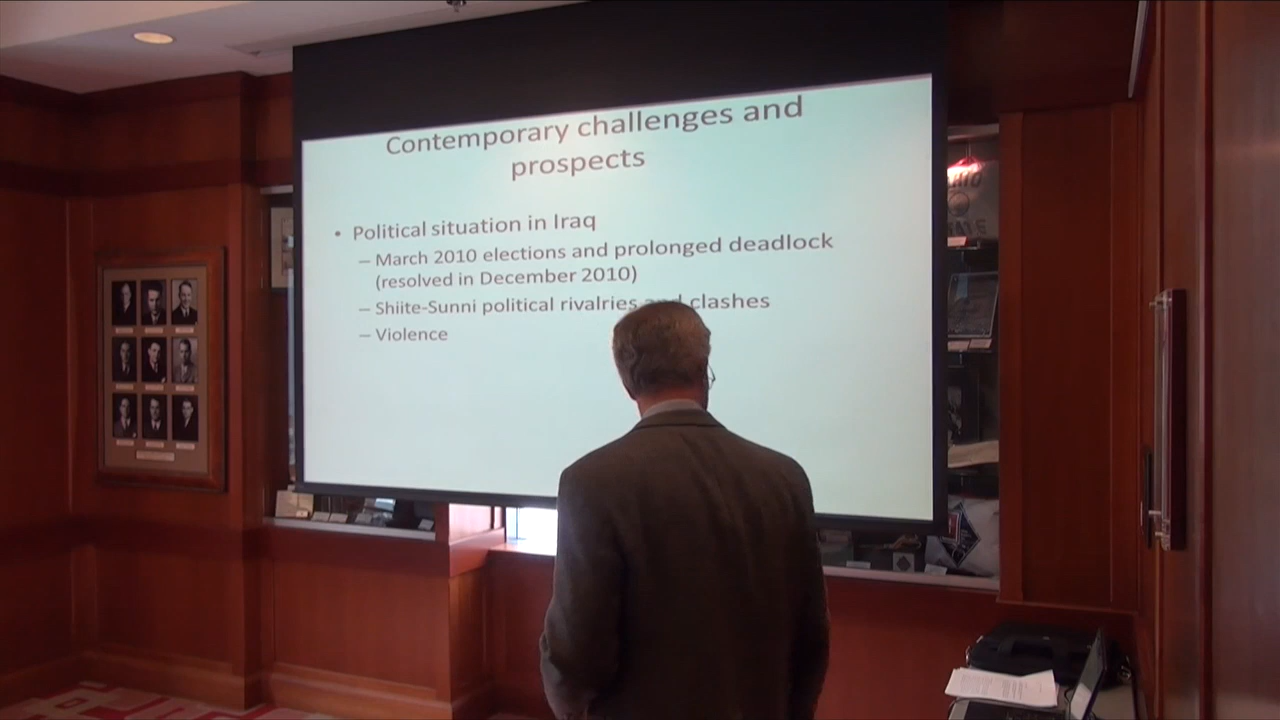 Contemporary challenges and
prospects
• Political situation in Iraq
– March 2010 elections and prolonged deadlock
(resolved in December 2010)
– Shiite-Sunni political rivalries and clashes
– Violence